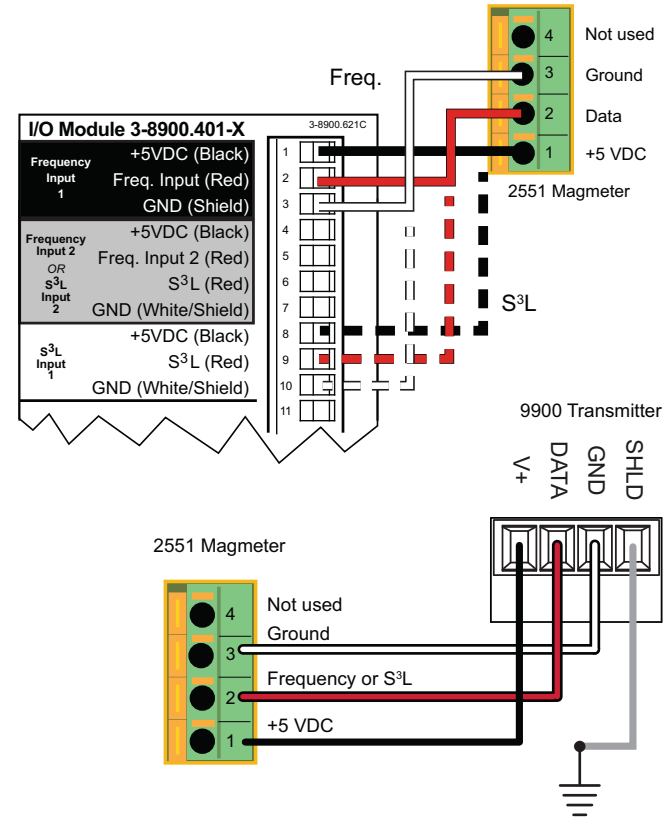 4 Not used
3 Ground
2 Data
1 +5 VDC
2551 Magmeter
Freq.
I/O Module 3-8900.401-X
3-8900.621C
Frequency
Input
1
+5VDC (Black)
Freq. Input (Red)
GND (Shield)
Frequency
Input 2
OR
S³L
Input
2
+5VDC (Black)
Freq. Input 2 (Red)
S³L (Red)
GND (White/Shield)
S³L
Input
1
+5VDC (Black)
S³L (Red)
GND (White/Shield)
1
2
3
4
5
6
7
8
9
10
11
S³L
9900 Transmitter
V+
DATA
GND
SHLD
2551 Magmeter
4 Not used
3 Ground
2 Frequency or S³L
1 +5 VDC